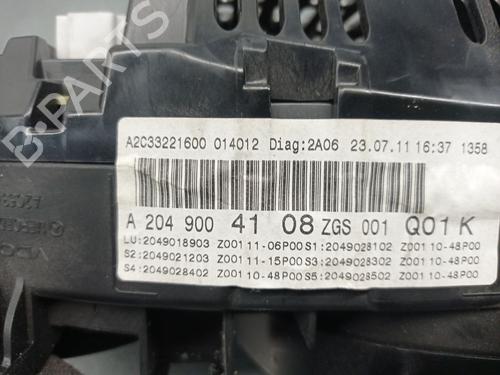 B-PARTS
A2C33221600 014012 Diag:2A06 23.07.11 16:37 1358
A 204 900 41 08 ZGS 001 Q01 K
LU:2049018903 Z001 11-06P00 S1:2049028102 Z001 10-48P00
S2:2049021203 Z001 11-15P00 S3:2049028302 Z001 10-48P00
S4:2049028402 Z001 10-48P00 S5:2049028502 Z001 10-48P00